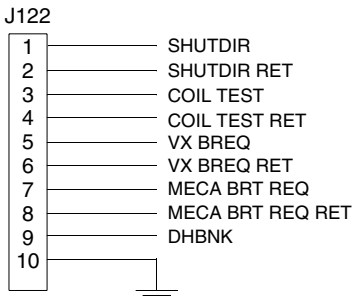 J122
1 SHUTDIR
2 SHUTDIR RET
3 COIL TEST
4 COIL TEST RET
5 VX BREQ
6 VX BREQ RET
7 MECA BRT REQ
8 MECA BRT REQ RET
9 DHBNK
10